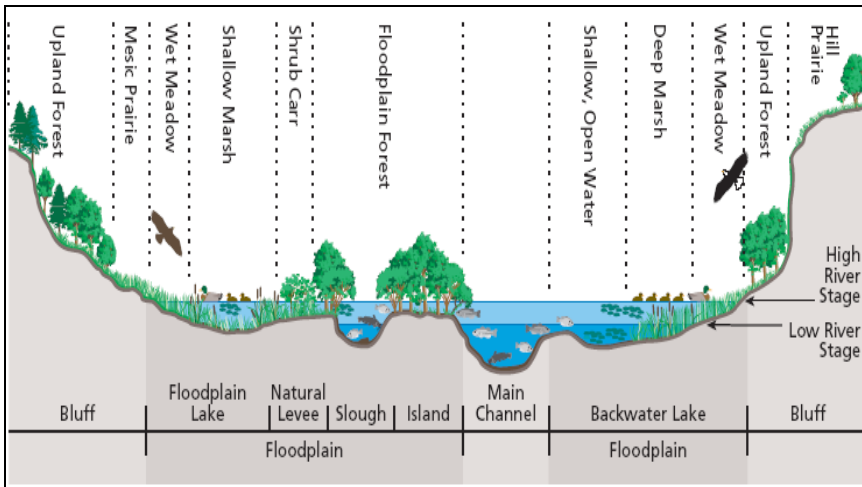 Upland Forest
Mesic Prairie
Wet Meadow
Shallow Marsh
Shrub Carr
Floodplain Forest
Shallow, Open Water
Deep Marsh
Wet Meadow
Upland Forest
Hill
Prairie
High
River
Stage
Low River
Stage
Bluff
Floodplain
Lake
Natural
Levee
Slough
Island
Main
Channel
Backwater Lake
Bluff
Floodplain
Floodplain